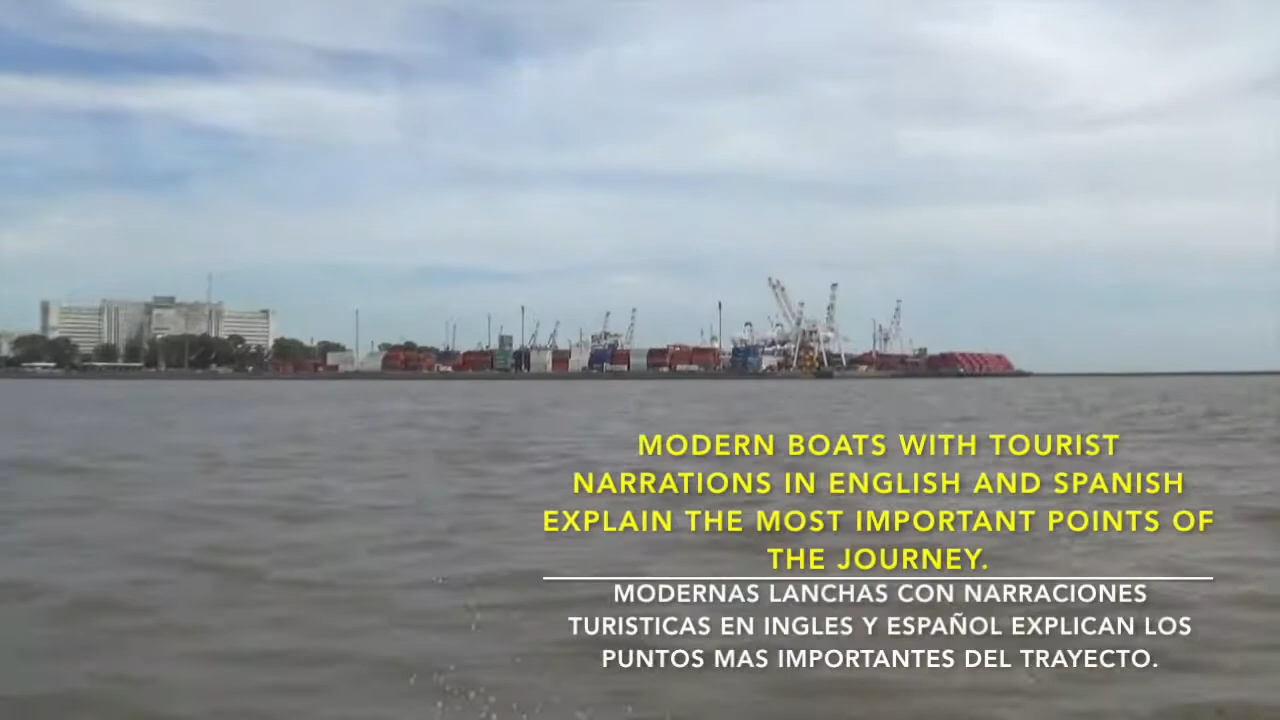 MODERN BOATS WITH TOURIST
NARRATIONS IN ENGLISH AND SPANISH
EXPLAIN THE MOST IMPORTANT POINTS OF
THE JOURNEY.
MODERNAS LANCHAS CON NARRACIONES
TURISTICAS EN INGLES Y ESPAÑOL EXPLICAN LOS
PUNTOS MAS IMPORTANTES DEL TRAYECTO.